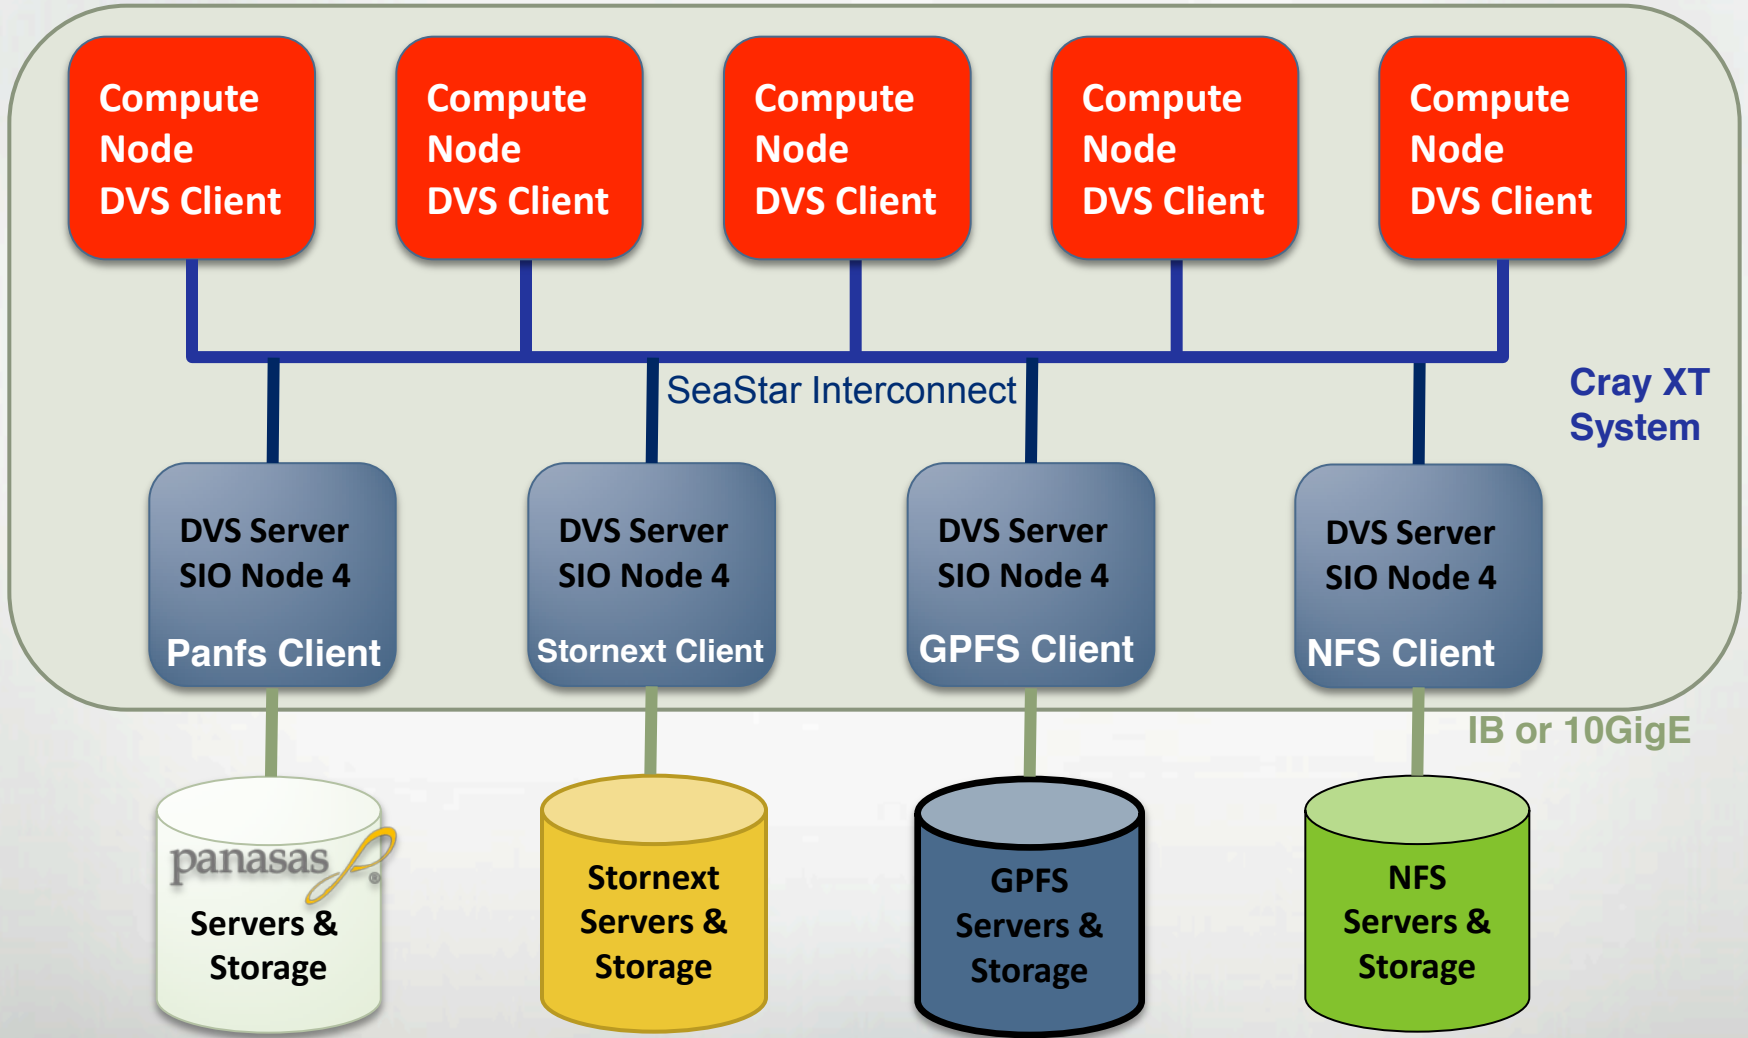 Compute
Node
DVS Client
Compute
Node
DVS Client
Compute
Node
DVS Client
Compute
Node
DVS Client
Compute
Node
DVS Client
SeaStar Interconnect
Cray XT
System
DVS Server
SIO Node 4
Panfs Client
DVS Server
SIO Node 4
Stornext Client
DVS Server
SIO Node 4
GPFS Client
DVS Server
SIO Node 4
NFS Client
IB or 10GigE
panasas ®
Servers &
Storage
Stornext
Servers &
Storage
GPFS
Servers &
Storage
NFS
Servers &
Storage